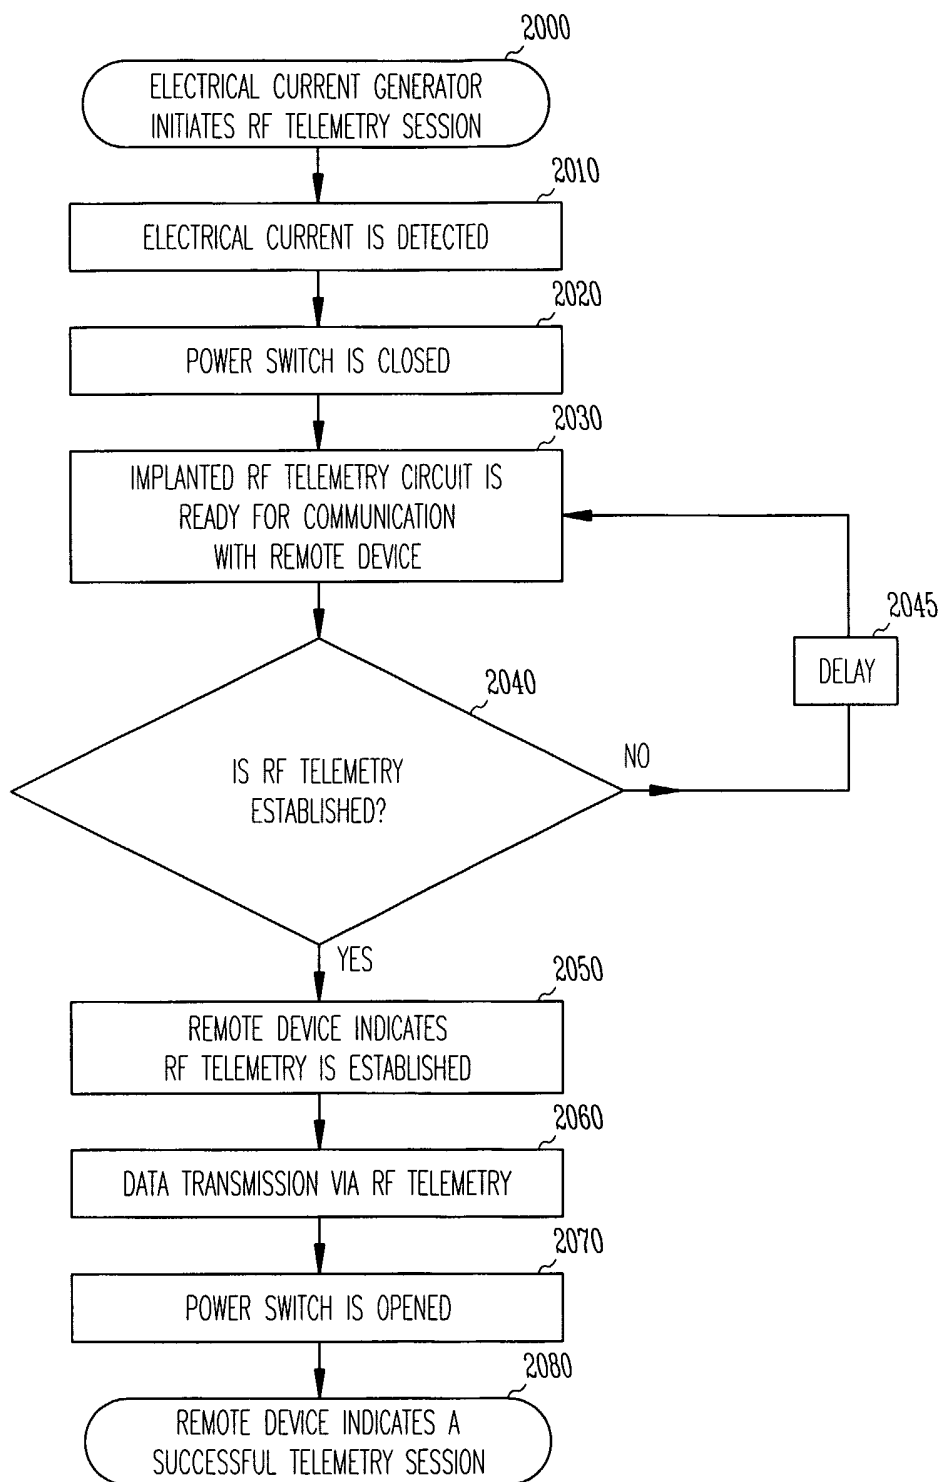 2000
ELECTRICAL CURRENT GENERATOR
INITIATES RF TELEMETRY SESSION
2010
ELECTRICAL CURRENT IS DETECTED
2020
POWER SWITCH IS CLOSED
2030
IMPLANTED RF TELEMETRY CIRCUIT IS
READY FOR COMMUNICATION
WITH REMOTE DEVICE
2045
DELAY
2040
IS RF TELEMETRY
ESTABLISHED?
NO
YES
2050
REMOTE DEVICE INDICATES
RF TELEMETRY IS ESTABLISHED
2060
DATA TRANSMISSION VIA RF TELEMETRY
2070
POWER SWITCH IS OPENED
2080
REMOTE DEVICE INDICATES A
SUCCESSFUL TELEMETRY SESSION